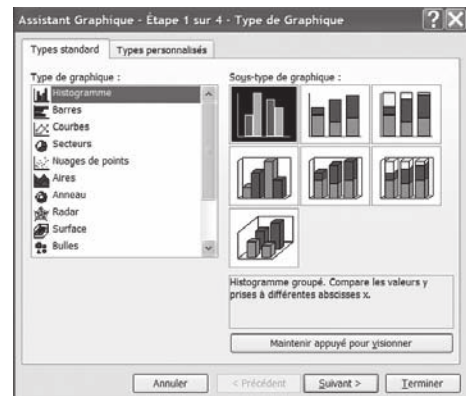 Assistant Graphique - Étape 1 sur 4 - Type de Graphique
Types standard
Types personnalisés
Type de graphique :
Histogramme
Barres
Courbes
Secteurs
Nuages de points
Aires
Anneau
Radar
Surface
Bulles
Sous-type de graphique :
Histogramme groupé. Compare les valeurs y
prises à différentes abscisses x.
Maintenir appuyé pour visionner
Annuler
< Précédent
Suivant >
Terminer